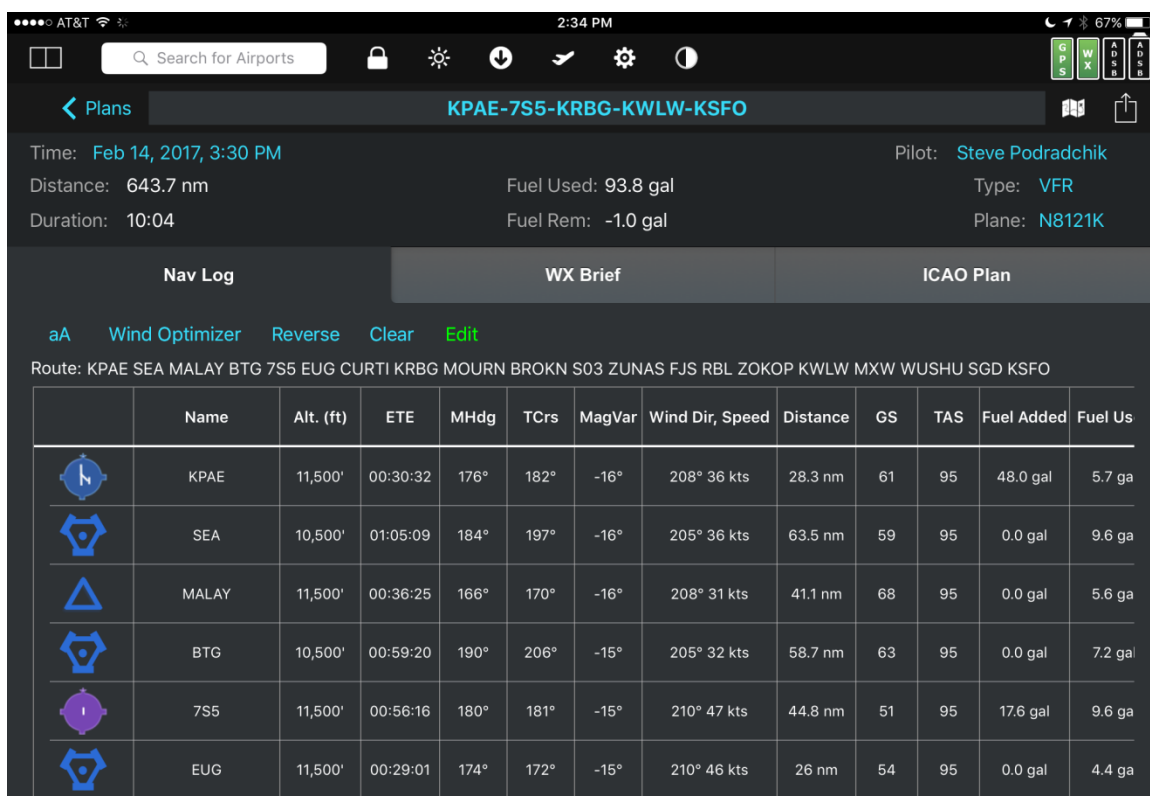 AT&T 2:34 PM 67%
Search for Airports GPS WX ADSB ADSB
Plans KPAE-7S5-KRBG-KWLW-KSFO
Time: Feb 14, 2017, 3:30 PM Pilot: Steve Podradchik
Distance: 643.7 nm Fuel Used: 93.8 gal Type: VFR
Duration: 10:04 Fuel Rem: -1.0 gal Plane: N8121K
Nav Log WX Brief ICAO Plan
aA Wind Optimizer Reverse Clear Edit
Route: KPAE SEA MALAY BTG 7S5 EUG CURTI KRBG MOURN BROKN S03 ZUNAS FJS RBL ZOKOP KWLW MXW WUSHU SGD KSFO
Name Alt. (ft) ETE MHdg TCrs MagVar Wind Dir, Speed Distance GS TAS Fuel Added Fuel Us
KPAE 11,500' 00:30:32 176° 182° -16° 208° 36 kts 28.3 nm 61 95 48.0 gal 5.7 ga
SEA 10,500' 01:05:09 184° 197° -16° 205° 36 kts 63.5 nm 59 95 0.0 gal 9.6 ga
MALAY 11,500' 00:36:25 166° 170° -16° 208° 31 kts 41.1 nm 68 95 0.0 gal 5.6 ga
BTG 10,500' 00:59:20 190° 206° -15° 205° 32 kts 58.7 nm 63 95 0.0 gal 7.2 gal
7S5 11,500' 00:56:16 180° 181° -15° 210° 47 kts 44.8 nm 51 95 17.6 gal 9.6 ga
EUG 11,500' 00:29:01 174° 172° -15° 210° 46 kts 26 nm 54 95 0.0 gal 4.4 ga